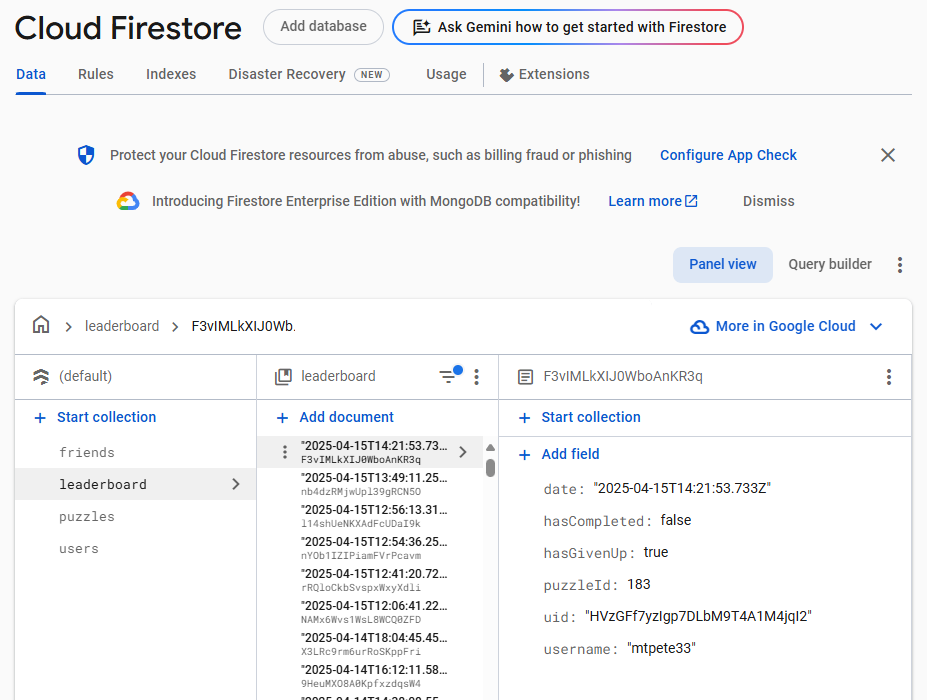 Cloud Firestore
Add database
Ask Gemini how to get started with Firestore
Data Rules Indexes Disaster Recovery NEW Usage Extensions
Protect your Cloud Firestore resources from abuse, such as billing fraud or phishing Configure App Check
Introducing Firestore Enterprise Edition with MongoDB compatibility! Learn more Dismiss
Panel view Query builder
leaderboard F3vIMLkXIJ0Wb.
More in Google Cloud
(default)
Start collection
friends
leaderboard
puzzles
users
leaderboard
Add document
"2025-04-15T14:21:53.73...
F3vIMLkXIJ0WboAnKR3q
"2025-04-15T13:49:11.25...
nb4dzRMjwUpl39gRCN5O
"2025-04-15T12:56:13.31...
l14shUeNKXAdFcUDaI9k
"2025-04-15T12:54:36.25...
nYOb1IZIPiamFVrPcavm
"2025-04-15T12:41:20.72...
rRQloCkbSvspxWxyXdli
"2025-04-15T12:06:41.22...
NAMx6Wvs1WsL8WCQ0ZFD
"2025-04-14T18:04:45.45...
X3LRc9rm6urRoSKppFri
"2025-04-14T16:12:11.58...
9HeuMXO8A0KpfxzdqsW4
F3vIMLkXIJ0WboAnKR3q
Start collection
Add field
date: "2025-04-15T14:21:53.733Z"
hasCompleted: false
hasGivenUp: true
puzzleId: 183
uid: "HVzGFf7yzIgp7DLbM9T4A1M4jqI2"
username: "mtpete33"